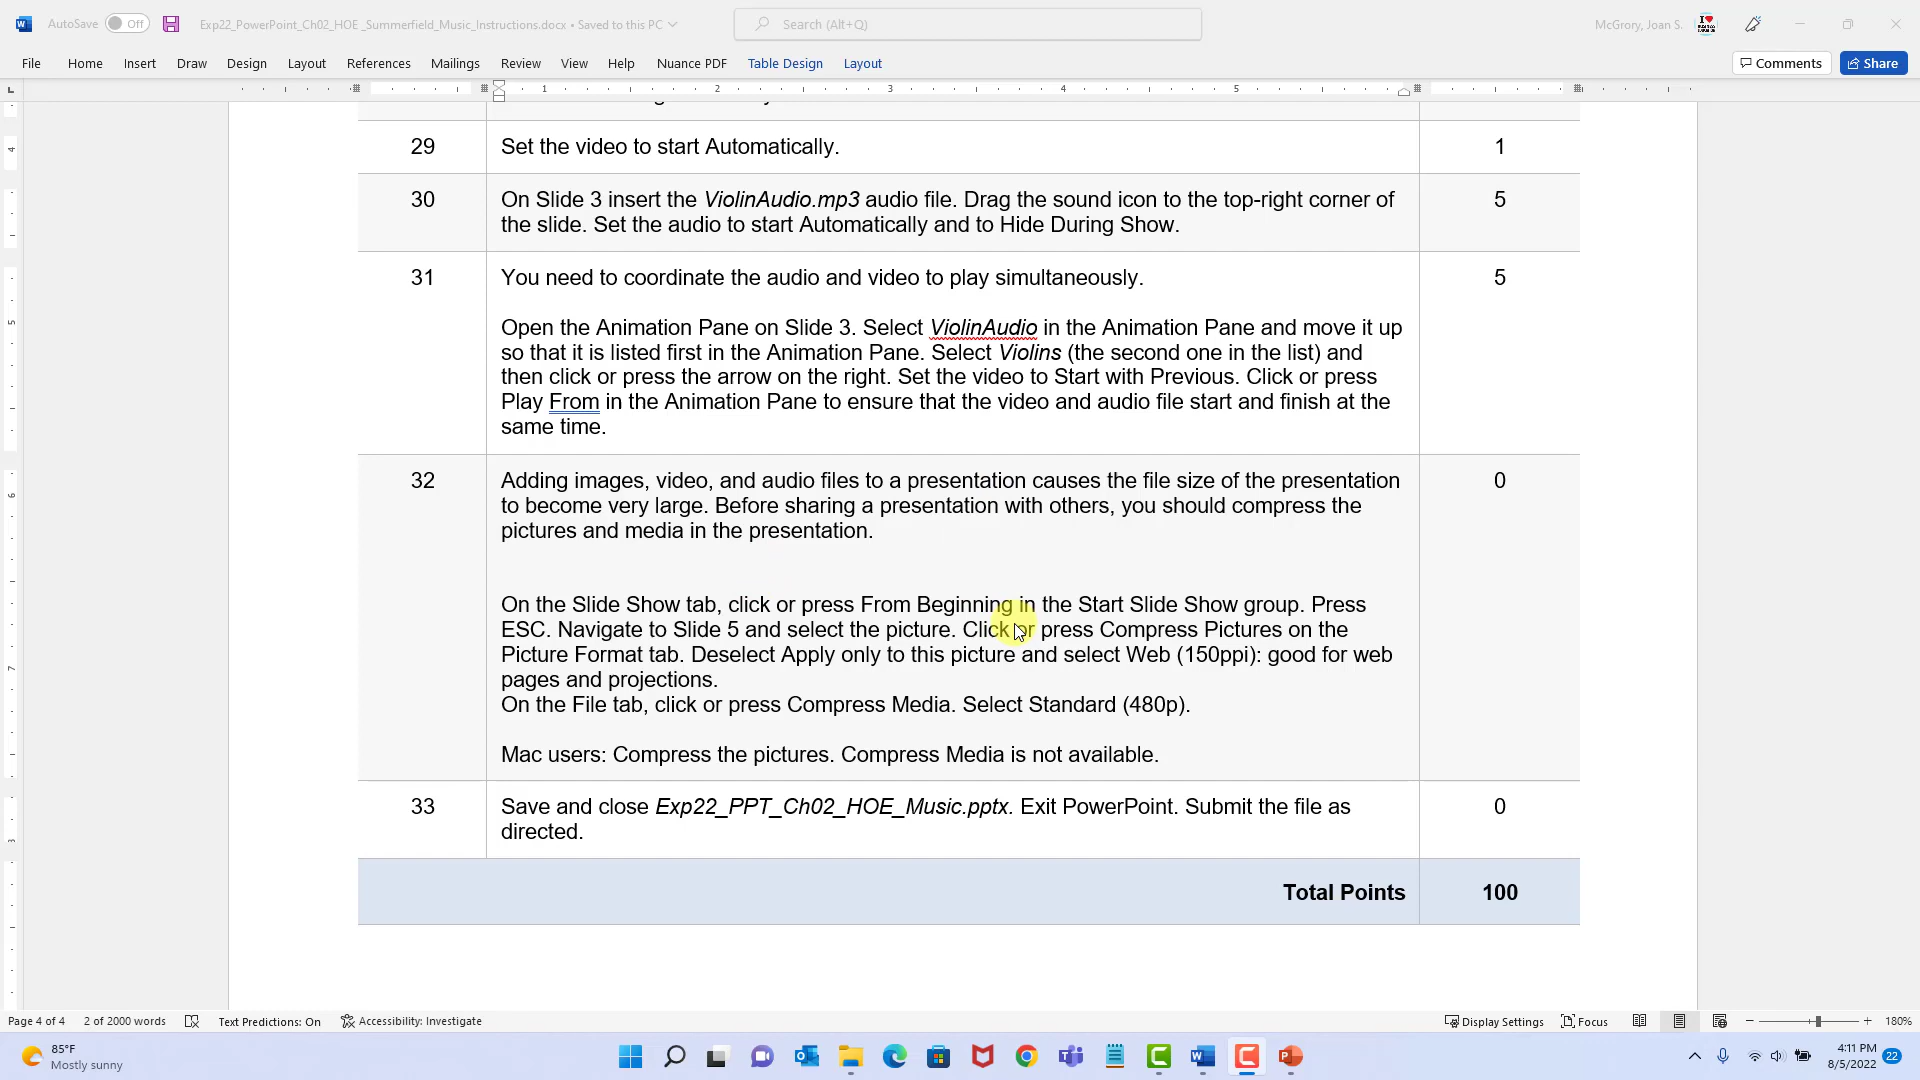 AutoSave Off Exp22_PowerPoint_Ch02_HOE _Summerfield_Music_Instructions.docx • Saved to this PC Search (Alt+Q) McGrory, Joan S.
File Home Insert Draw Design Layout References Mailings Review View Help Nuance PDF Table Design Layout Comments Share
1 2 3 4 5
29 Set the video to start Automatically. 1
30 On Slide 3 insert the ViolinAudio.mp3 audio file. Drag the sound icon to the top-right corner of 5
the slide. Set the audio to start Automatically and to Hide During Show.
31 You need to coordinate the audio and video to play simultaneously. 5
Open the Animation Pane on Slide 3. Select ViolinAudio in the Animation Pane and move it up
so that it is listed first in the Animation Pane. Select Violins (the second one in the list) and
then click or press the arrow on the right. Set the video to Start with Previous. Click or press
Play From in the Animation Pane to ensure that the video and audio file start and finish at the
same time.
32 Adding images, video, and audio files to a presentation causes the file size of the presentation 0
to become very large. Before sharing a presentation with others, you should compress the
pictures and media in the presentation.
On the Slide Show tab, click or press From Beginning in the Start Slide Show group. Press
ESC. Navigate to Slide 5 and select the picture. Click or press Compress Pictures on the
Picture Format tab. Deselect Apply only to this picture and select Web (150ppi): good for web
pages and projections.
On the File tab, click or press Compress Media. Select Standard (480p).
Mac users: Compress the pictures. Compress Media is not available.
33 Save and close Exp22_PPT_Ch02_HOE_Music.pptx. Exit PowerPoint. Submit the file as 0
directed.
Total Points 100
Page 4 of 4 2 of 2000 words Text Predictions: On Accessibility: Investigate Display Settings Focus 180%
85°F
Mostly sunny
4:11 PM
8/5/2022 22